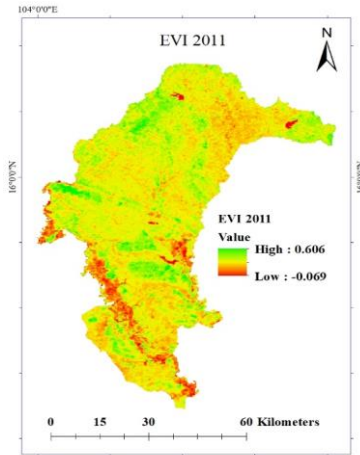 104°0'0"E
EVI 2011
N
16°0'0"N
EVI 2011
Value
High : 0.606
Low : -0.069
0 15 30 60 Kilometers